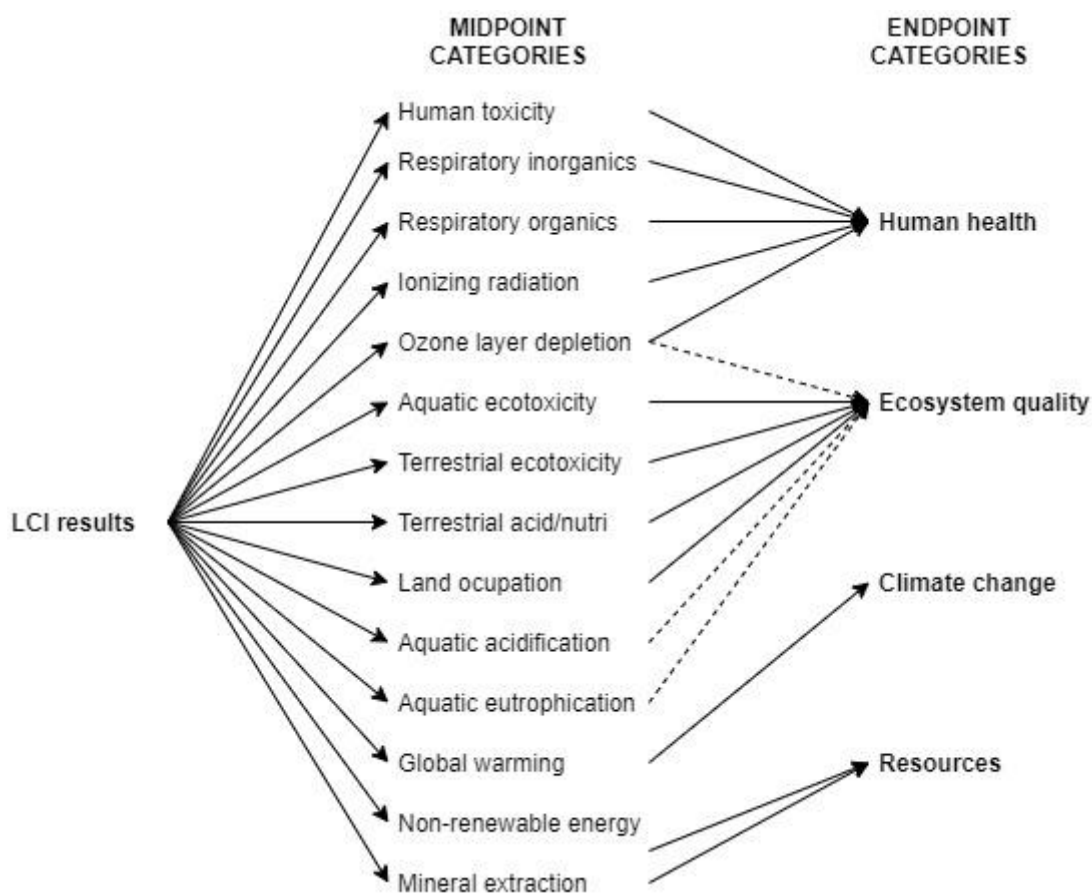 MIDPOINT
CATEGORIES
ENDPOINT
CATEGORIES
Human toxicity
Respiratory inorganics
Respiratory organics
Human health
Ionizing radiation
Ozone layer depletion
Aquatic ecotoxicity
Ecosystem quality
Terrestrial ecotoxicity
LCI results
Terrestrial acid/nutri
Land ocupation
Climate change
Aquatic acidification
Aquatic eutrophication
Global warming
Resources
Non-renewable energy
Mineral extraction